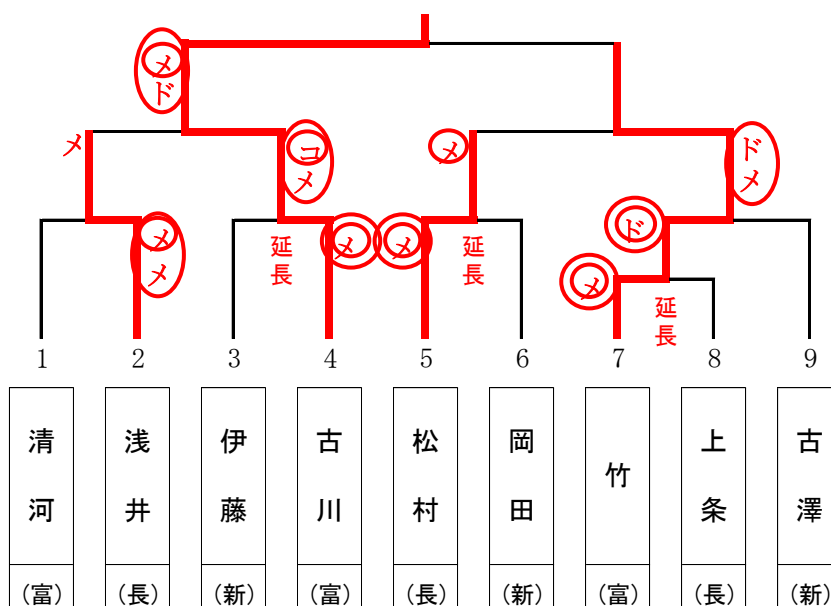 メ
ド
メ
コ
メ
メ
ド
メ
メ
メ
延長
メ
メ
延長
ド
メ
延長
1 2 3 4 5 6 7 8 9
清河 浅井 伊藤 古川 松村 岡田 竹 上条 古澤
(富) (長) (新) (富) (長) (新) (富) (長) (新)